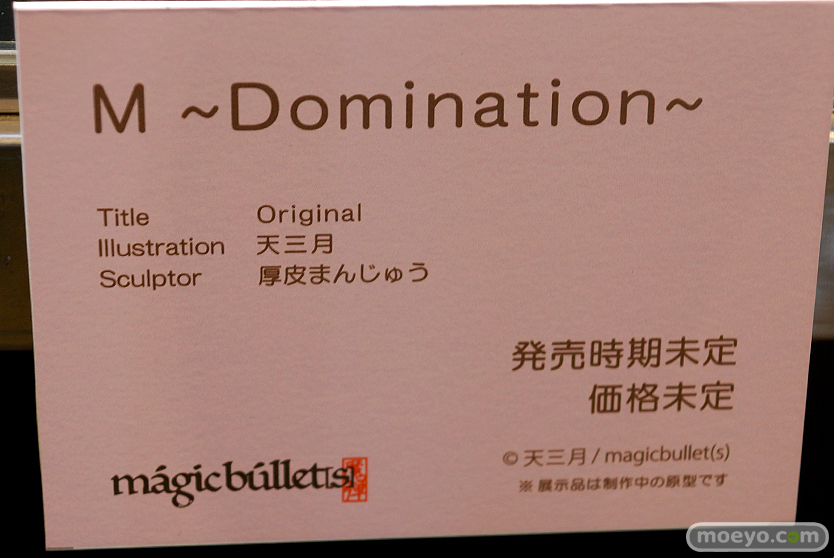 M ~Domination~
Title Original
Illustration 天三月
Sculptor 厚皮まんじゅう
発売時期未定
価格未定
© 天三月 / magicbullet(s)
※ 展示品は制作中の原型です
mágicbúllet[s]
moeyo.com